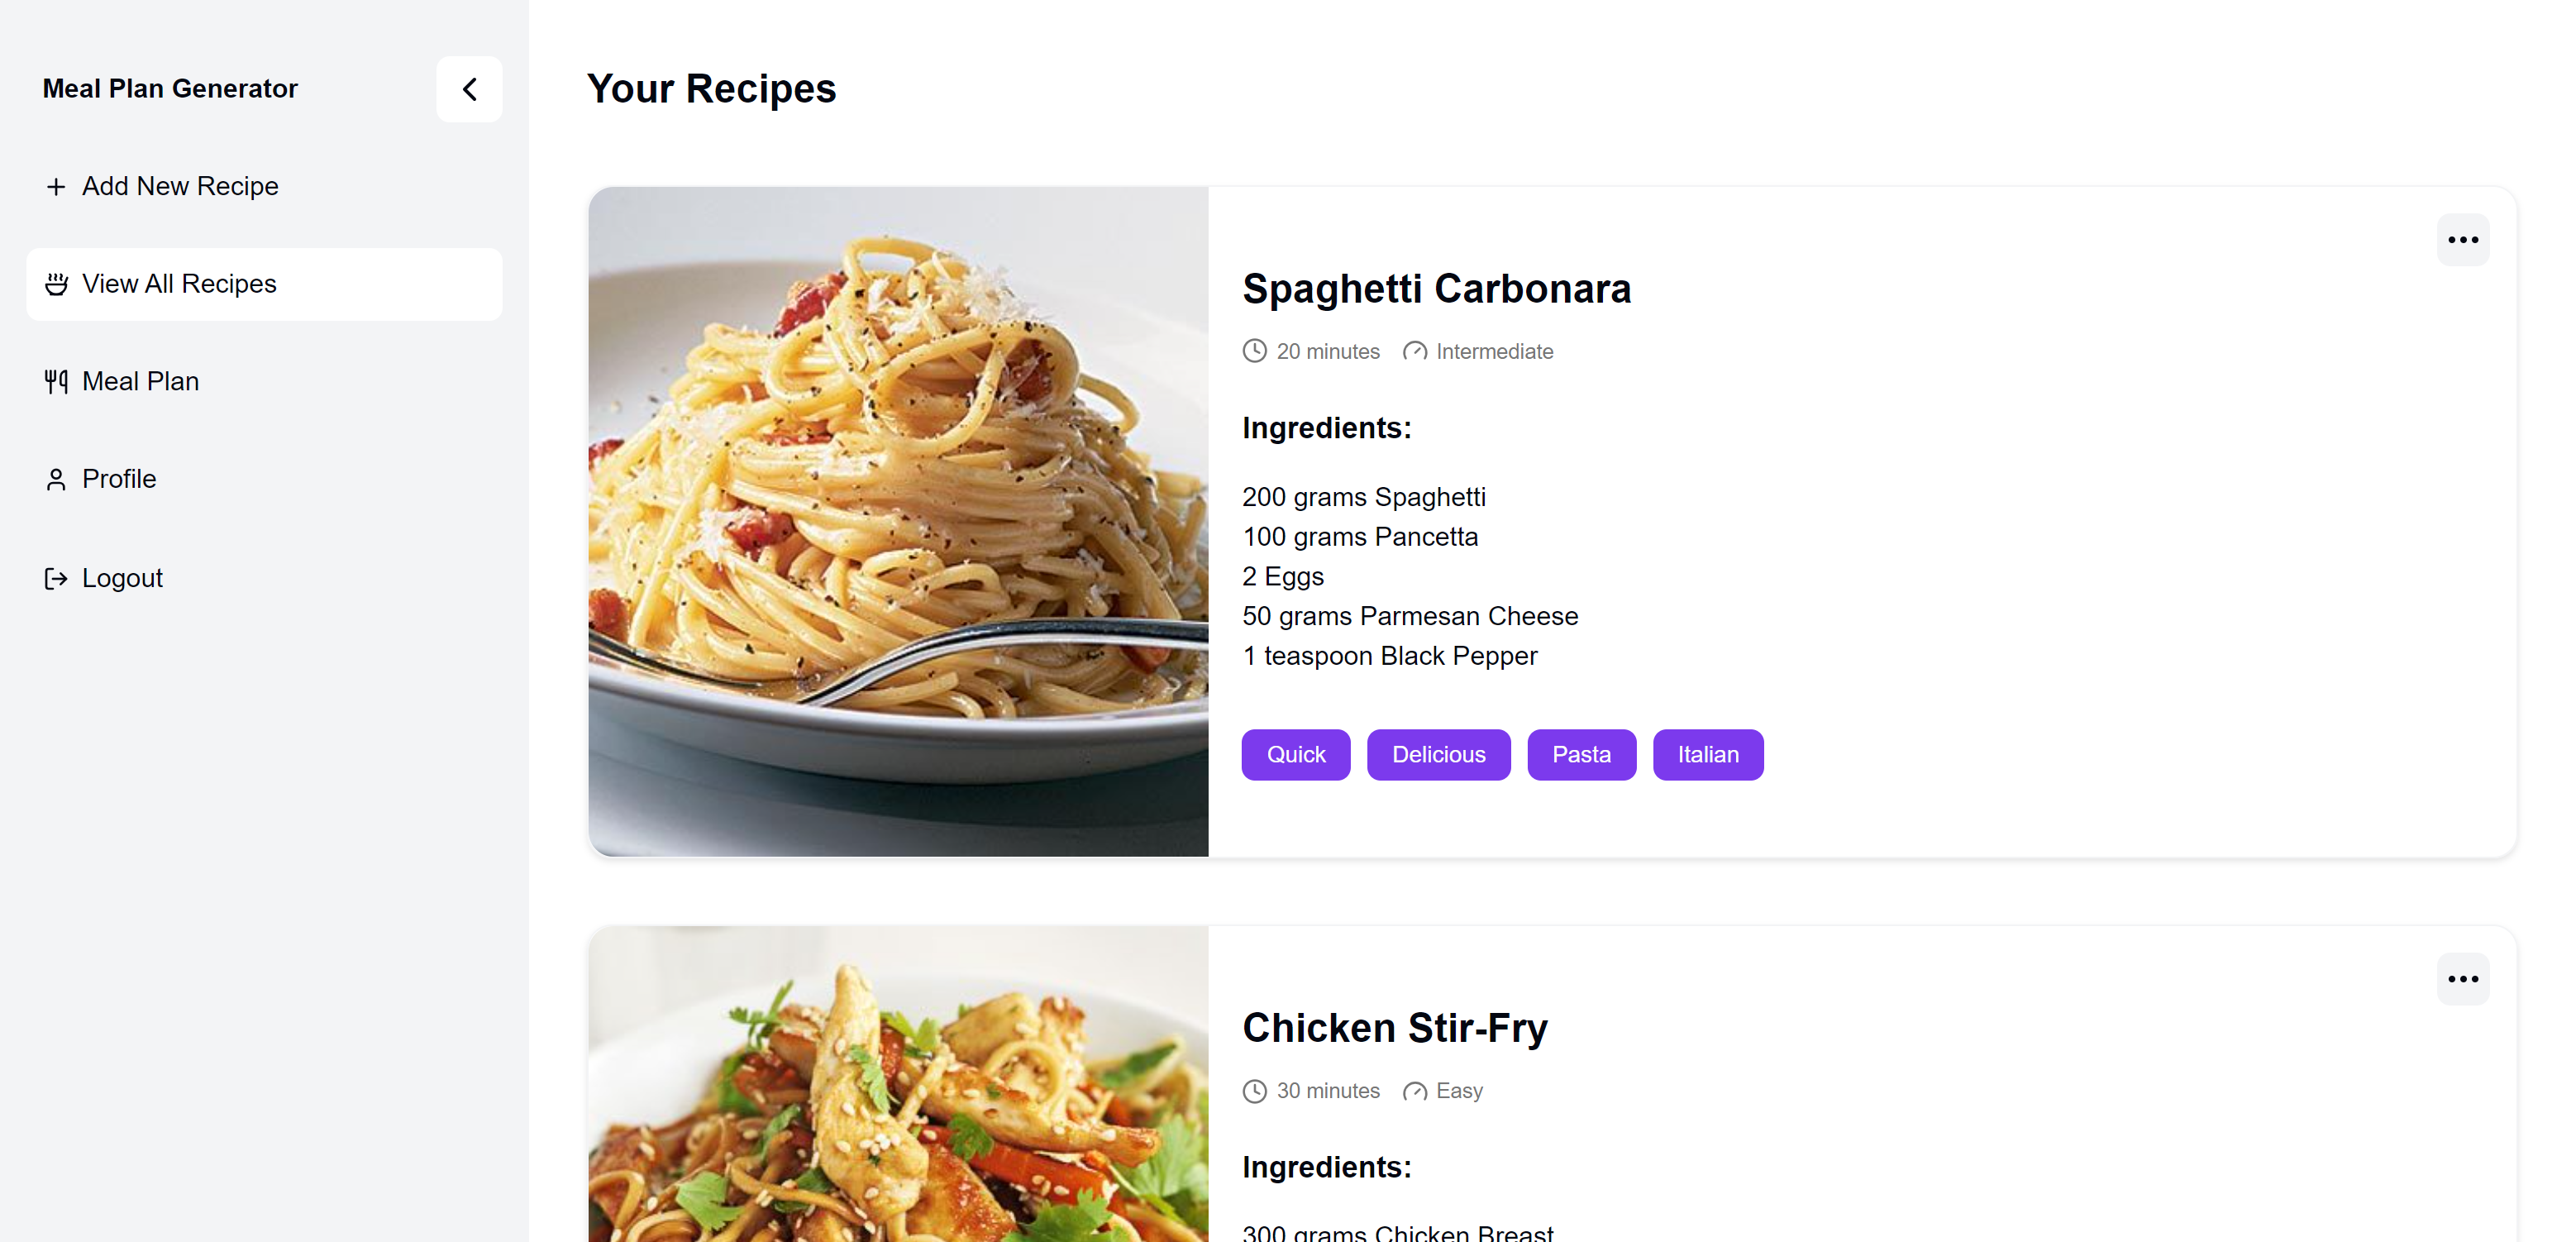 Meal Plan Generator
Add New Recipe
View All Recipes
Meal Plan
Profile
Logout
Your Recipes
Spaghetti Carbonara
20 minutes Intermediate
Ingredients:
200 grams Spaghetti
100 grams Pancetta
2 Eggs
50 grams Parmesan Cheese
1 teaspoon Black Pepper
Quick Delicious Pasta Italian
Chicken Stir-Fry
30 minutes Easy
Ingredients:
300 grams Chicken Breast